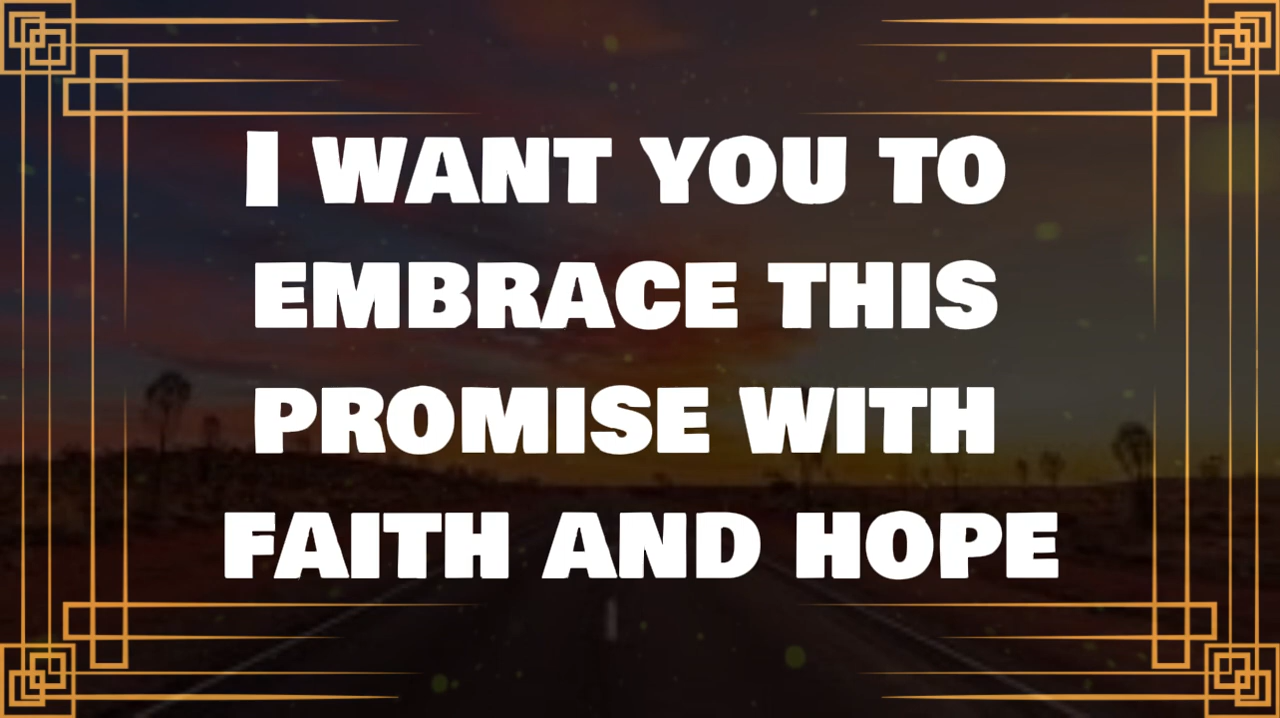 I WANT YOU TO
EMBRACE THIS
PROMISE WITH
FAITH AND HOPE